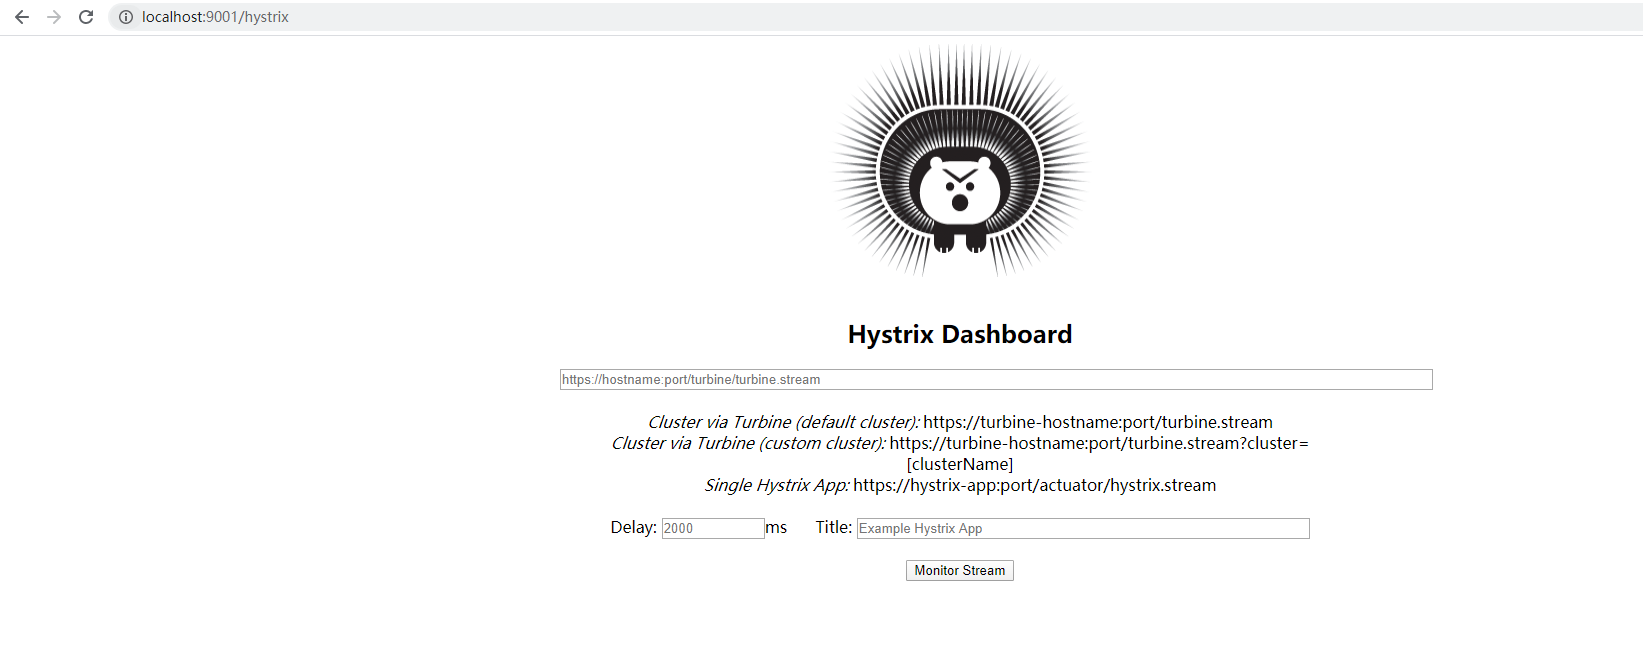 localhost:9001/hystrix
Hystrix Dashboard
https://hostname:port/turbine/turbine.stream
Cluster via Turbine (default cluster): https://turbine-hostname:port/turbine.stream
Cluster via Turbine (custom cluster): https://turbine-hostname:port/turbine.stream?cluster=
[clusterName]
Single Hystrix App: https://hystrix-app:port/actuator/hystrix.stream
Delay: 2000 ms Title: Example Hystrix App
Monitor Stream